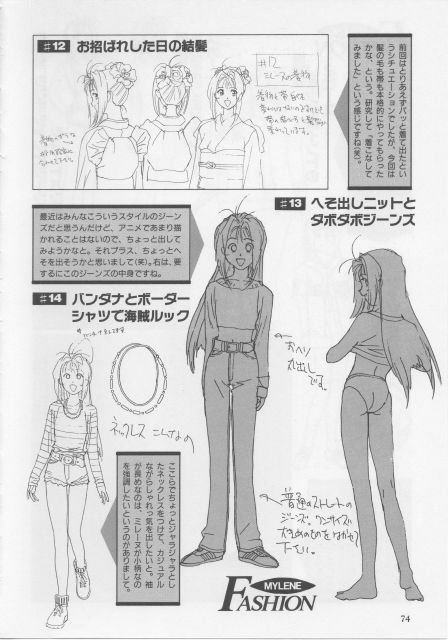 #12 お招ばれした日の結髪
#12
ミレーヌの着物
前回はとりあえずパッと着て出たとい
うシチュエーションでしたが、今回は
髪の毛も帯も本格的にやってもらった
かな、という。研究して“着こなして
みました”という感じですね(笑)。
#13 へそ出しニットと
ダボダボジーンズ
最近はみんなこういうスタイルのジーン
ズだと思うんだけど、アニメであまり描
かれることはないので、ちょっと出して
みようかなと。それプラス、ちょっとへ
そを出そうかと思いまして(笑)。右は、要
するにこのジーンズの中身ですね。
#14 バンダナとボーダー
シャツで海賊ルック
おヘソ
丸出し
です。
ネックレス こんなの
ここらでちょっとジャラジャラとし
たネックレスをつけて、カジュアル
ながらしゃれっ気を出したいと。袖
が長めなのは、ミレーヌが小柄なの
を強調したいというのがありまして。
普通のストレートの
ジーンズ。ワンサイズ
大きめのものをはかせて
下さい。
MYLENE
FASHION
74